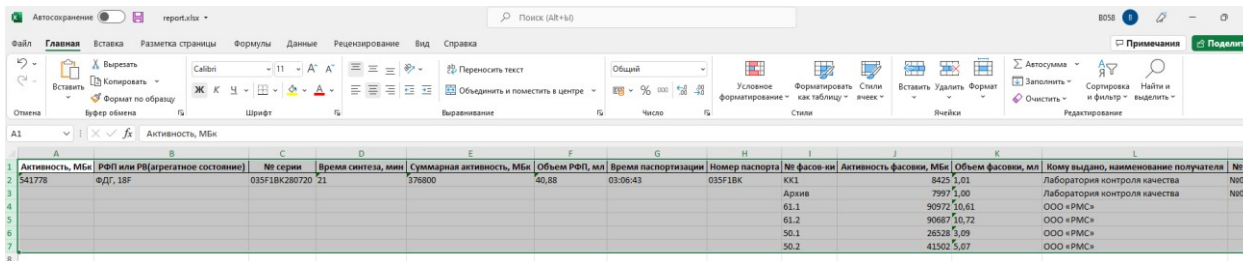 Автосохранение report.xlsx Поиск (Alt+Ы) B058 B
Файл Главная Вставка Разметка страницы Формулы Данные Рецензирование Вид Справка Примечания Поделит
Вставить Вырезать Копировать Формат по образцу
Calibri 11 Ж К Ч
Переносить текст Объединить и поместить в центре
Общий % 000
Условное форматирование Форматировать как таблицу Стили ячеек
Вставить Удалить Формат
Автосумма Заполнить Очистить Сортировка и фильтр Найти и выделить
Отмена Буфер обмена Шрифт Выравнивание Число Стили Ячейки Редактирование
A1 fx Активность, МБк
A B C D E F G H I J K L
1 Активность, МБк РФП или РВ(агрегатное состояние) № серии Время синтеза, мин Суммарная активность, МБк Объем РФП, мл Время паспортизации Номер паспорта № фасов-ки Активность фасовки, МБк Объем фасовки, мл Кому выдано, наименование получателя №
2 541778 ФДГ, 18F 035F1BK280720 21 376800 40,88 03:06:43 035F1BK КК1 8425 1,01 Лаборатория контроля качества
3 Архив 7997 1,00 Лаборатория контроля качества
4 61.1 90972 10,61 ООО «РМС»
5 61.2 90687 10,72 ООО «РМС»
6 50.1 26528 3,09 ООО «РМС»
7 50.2 41502 5,07 ООО «РМС»
8